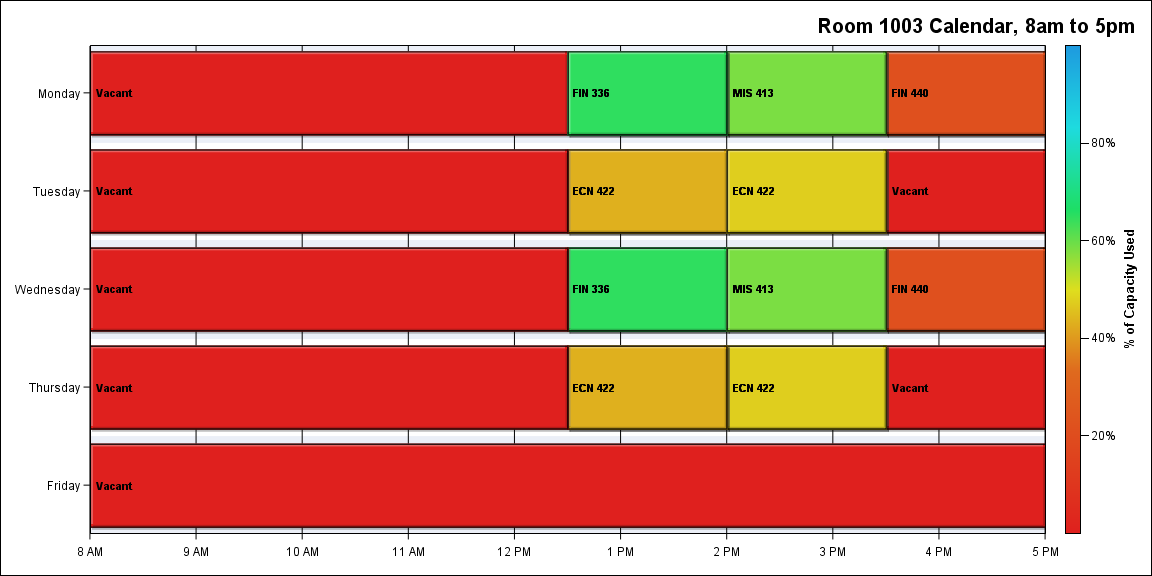 Room 1003 Calendar, 8am to 5pm
Monday
Vacant
FIN 336
MIS 413
FIN 440
Tuesday
Vacant
ECN 422
ECN 422
Vacant
Wednesday
Vacant
FIN 336
MIS 413
FIN 440
Thursday
Vacant
ECN 422
ECN 422
Vacant
Friday
Vacant
8 AM
9 AM
10 AM
11 AM
12 PM
1 PM
2 PM
3 PM
4 PM
5 PM
80%
60%
40%
20%
% of Capacity Used